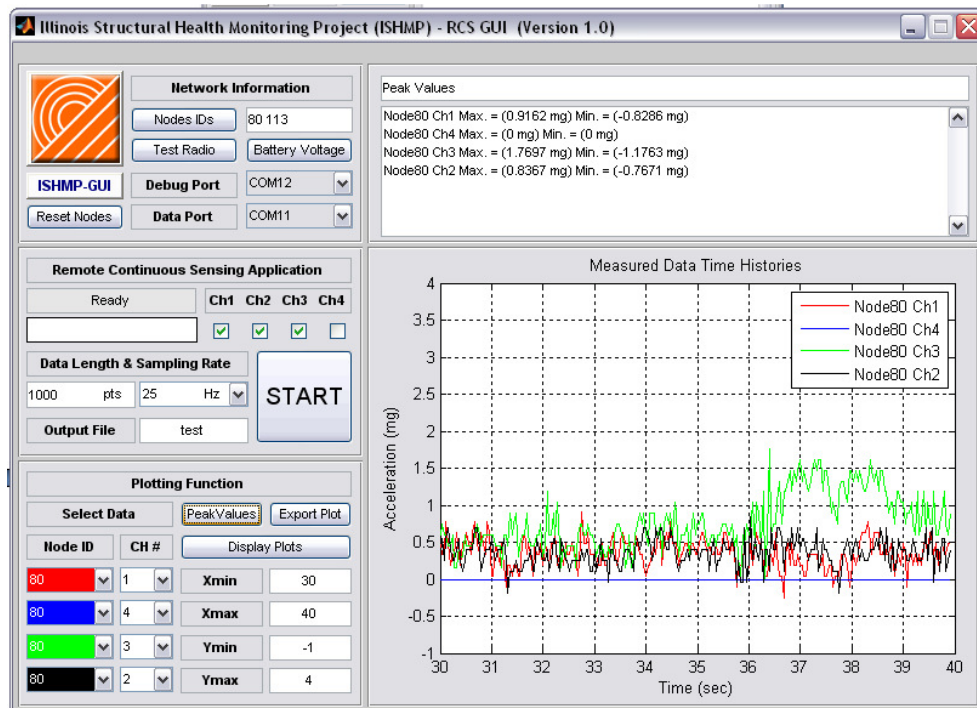 Illinois Structural Health Monitoring Project (ISHMP) - RCS GUI (Version 1.0)
Network Information
Nodes IDs
80 113
Test Radio
Battery Voltage
ISHMP-GUI
Debug Port
COM12
Reset Nodes
Data Port
COM11
Peak Values
Node80 Ch1 Max. = (0.9162 mg) Min. = (-0.8286 mg)
Node80 Ch4 Max. = (0 mg) Min. = (0 mg)
Node80 Ch3 Max. = (1.7697 mg) Min. = (-1.1763 mg)
Node80 Ch2 Max. = (0.8367 mg) Min. = (-0.7671 mg)
Remote Continuous Sensing Application
Ready
Ch1 Ch2 Ch3 Ch4
Data Length & Sampling Rate
1000 pts
25 Hz
START
Output File
test
Plotting Function
Select Data
PeakValues
Export Plot
Node ID
CH #
Display Plots
80
1
Xmin
30
80
4
Xmax
40
80
3
Ymin
-1
80
2
Ymax
4
Measured Data Time Histories
Node80 Ch1
Node80 Ch4
Node80 Ch3
Node80 Ch2
Acceleration (mg)
4
3.5
3
2.5
2
1.5
1
0.5
0
-0.5
-1
30 31 32 33 34 35 36 37 38 39 40
Time (sec)